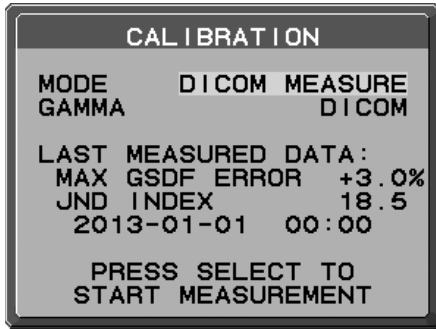 CALIBRATION
MODE DICOM MEASURE
GAMMA DICOM
LAST MEASURED DATA:
MAX GSDF ERROR +3.0%
JND INDEX 18.5
2013-01-01 00:00
PRESS SELECT TO
START MEASUREMENT